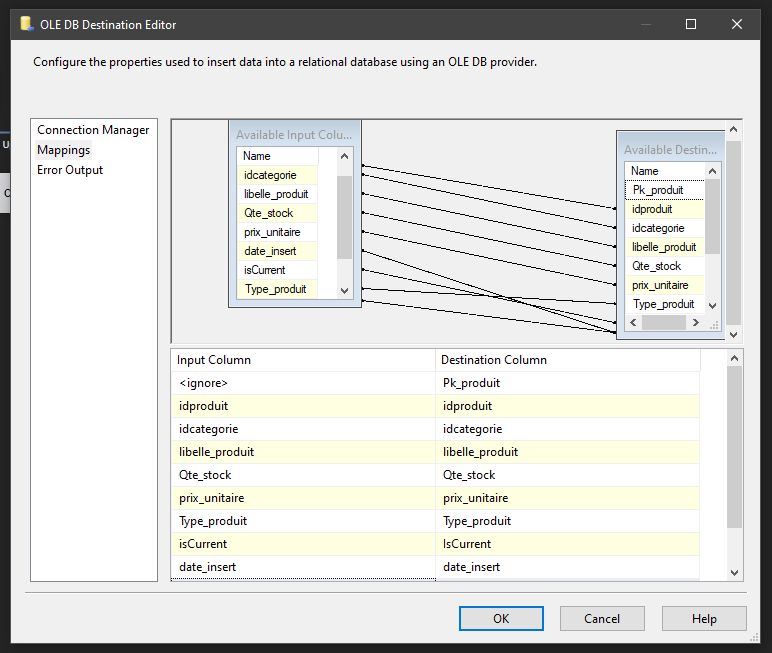 OLE DB Destination Editor
Configure the properties used to insert data into a relational database using an OLE DB provider.
Connection Manager
Mappings
Error Output
Available Input Colu...
Name
idcategorie
libelle_produit
Qte_stock
prix_unitaire
date_insert
isCurrent
Type_produit
Available Destin...
Name
Pk_produit
idproduit
idcategorie
libelle_produit
Qte_stock
prix_unitaire
Type_produit
Input Column Destination Column
<ignore> Pk_produit
idproduit idproduit
idcategorie idcategorie
libelle_produit libelle_produit
Qte_stock Qte_stock
prix_unitaire prix_unitaire
Type_produit Type_produit
isCurrent IsCurrent
date_insert date_insert
OK Cancel Help